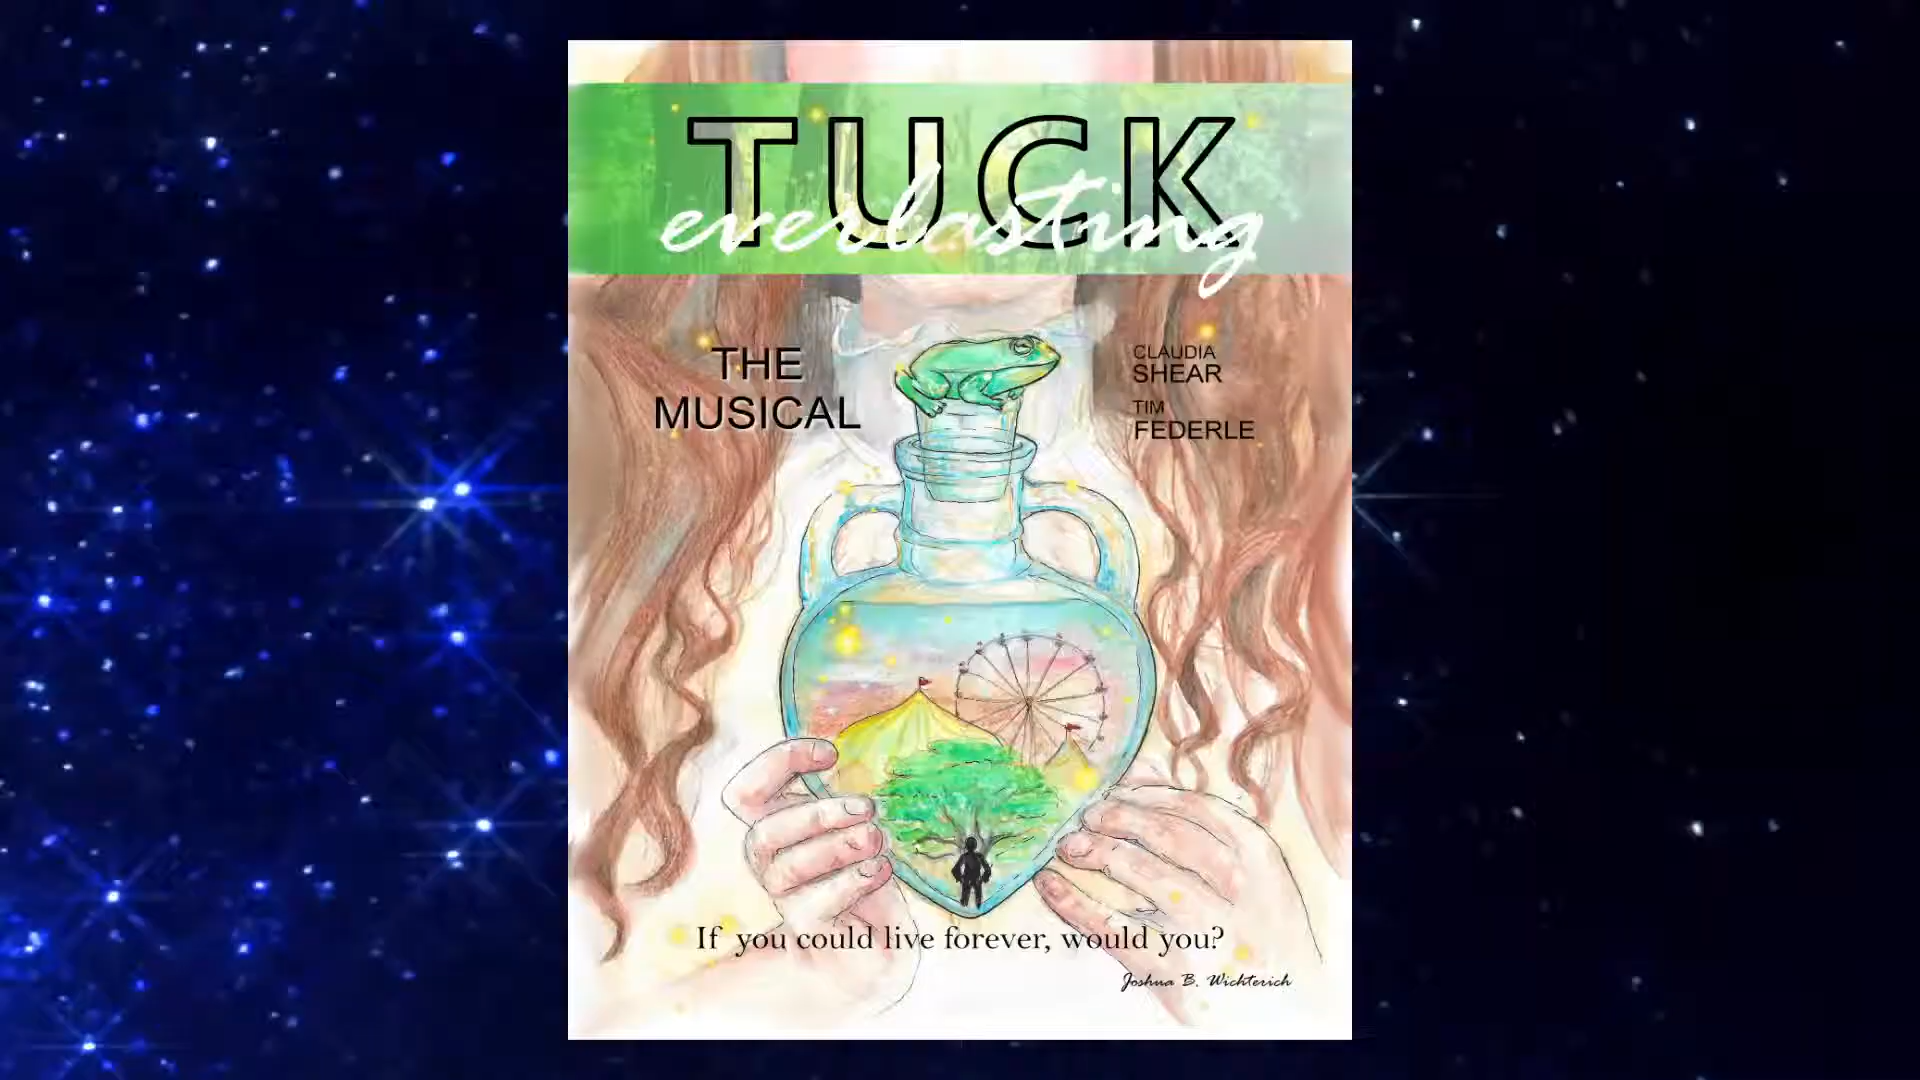 TUCK
everlasting
THE
MUSICAL
CLAUDIA
SHEAR
TIM
FEDERLE
If you could live forever, would you?
Joshua B. Wichterich